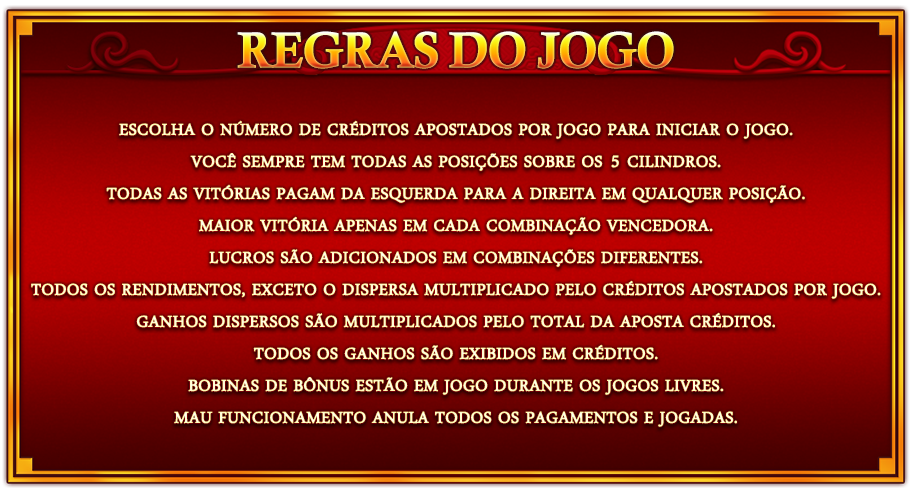 REGRAS DO JOGO
ESCOLHA O NÚMERO DE CRÉDITOS APOSTADOS POR JOGO PARA INICIAR O JOGO.
VOCÊ SEMPRE TEM TODAS AS POSIÇÕES SOBRE OS 5 CILINDROS.
TODAS AS VITÓRIAS PAGAM DA ESQUERDA PARA A DIREITA EM QUALQUER POSIÇÃO.
MAIOR VITÓRIA APENAS EM CADA COMBINAÇÃO VENCEDORA.
LUCROS SÃO ADICIONADOS EM COMBINAÇÕES DIFERENTES.
TODOS OS RENDIMENTOS, EXCETO O DISPERSA MULTIPLICADO PELO CRÉDITOS APOSTADOS POR JOGO.
GANHOS DISPERSOS SÃO MULTIPLICADOS PELO TOTAL DA APOSTA CRÉDITOS.
TODOS OS GANHOS SÃO EXIBIDOS EM CRÉDITOS.
BOBINAS DE BÔNUS ESTÃO EM JOGO DURANTE OS JOGOS LIVRES.
MAU FUNCIONAMENTO ANULA TODOS OS PAGAMENTOS E JOGADAS.